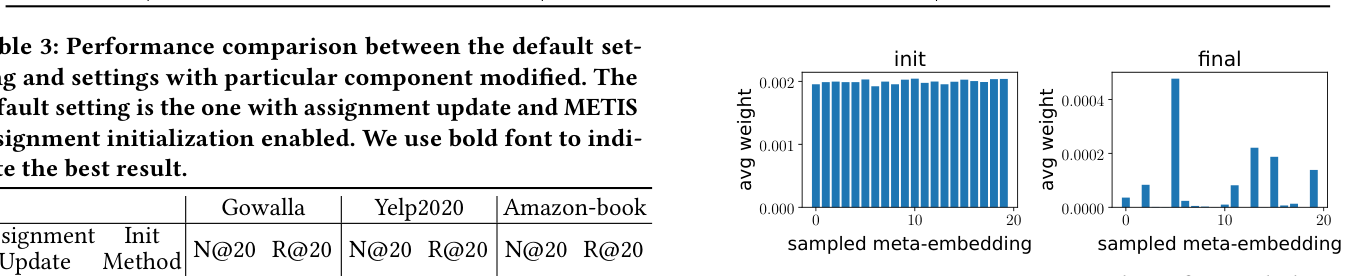 ble 3: Performance comparison between the default set-
ng and settings with particular component modified. The
fault setting is the one with assignment update and METIS
signment initialization enabled. We use bold font to indi-
te the best result.
Gowalla Yelp2020 Amazon-book
signment Init
Update Method
N@20 R@20 N@20 R@20 N@20 R@20
init
avg weight
0.002
0.001
0.000
0 10 20
sampled meta-embedding
final
avg weight
0.0004
0.0002
0.0000
0 10 20
sampled meta-embedding